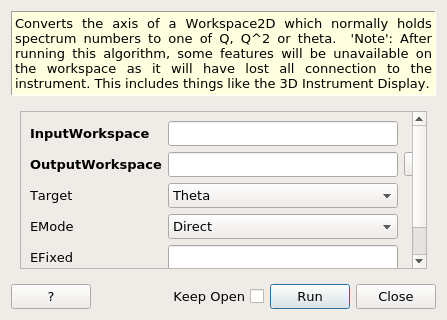 Converts the axis of a Workspace2D which normally holds
spectrum numbers to one of Q, Q^2 or theta. 'Note': After
running this algorithm, some features will be unavailable on
the workspace as it will have lost all connection to the
instrument. This includes things like the 3D Instrument Display.
InputWorkspace
OutputWorkspace
Target Theta
EMode Direct
EFixed
? Keep Open Run Close